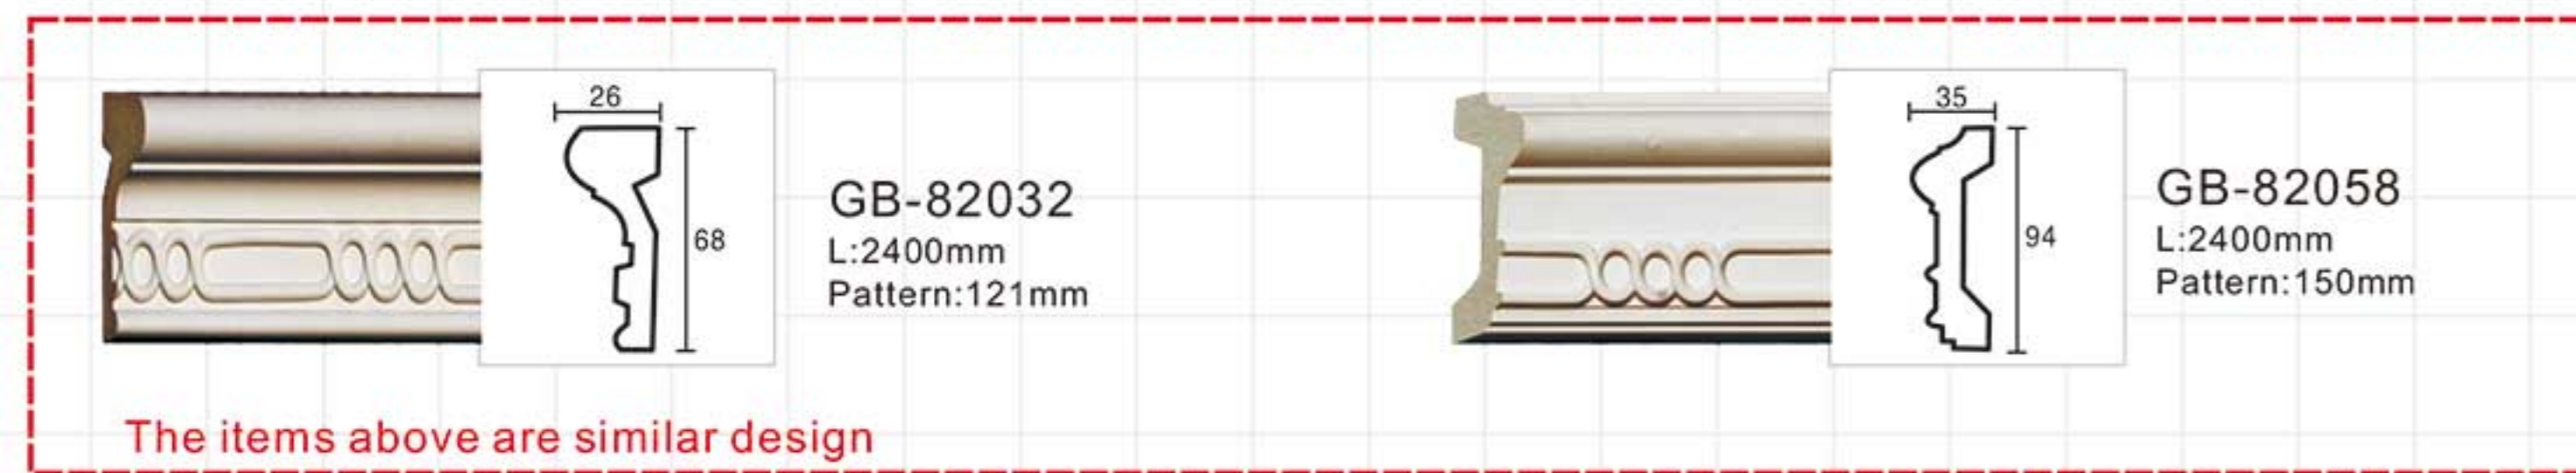 26
68
GB-82032
L:2400mm
Pattern:121mm
35
94
GB-82058
L:2400mm
Pattern:150mm
The items above are similar design